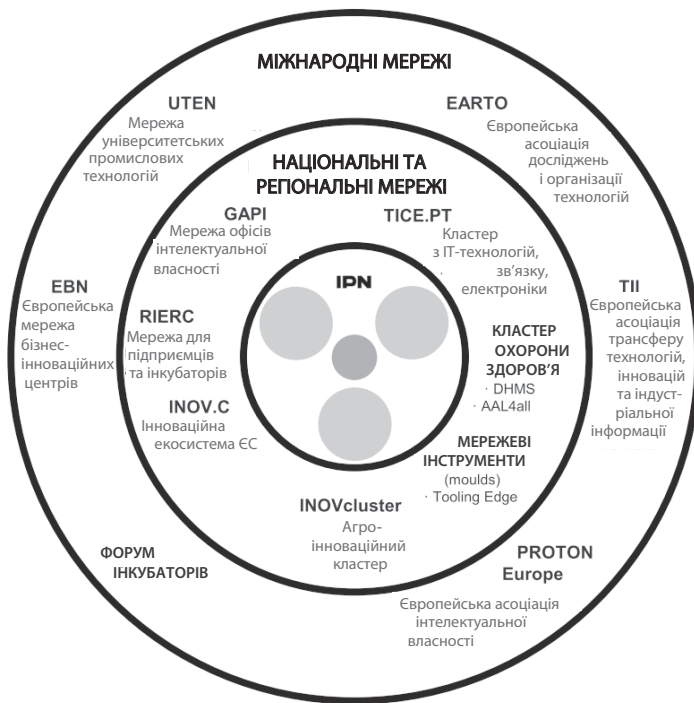 МІЖНАРОДНІ МЕРЕЖІ
UTEN
Мережа
університетських
промислових
технологій
EARTO
Європейська
асоціація
досліджень
і організації
технологій
НАЦІОНАЛЬНІ ТА
РЕГІОНАЛЬНІ МЕРЕЖІ
GAPI
Мережа офісів
інтелектуальної
власності
TICE.PT
Кластер
з ІТ-технологій,
зв’язку,
електроніки
IPN
EBN
Європейська
мережа
бізнес-
інноваційних
центрів
RIERC
Мережа для
підприємців
та інкубаторів
INOV.C
Інноваційна
екосистема ЄС
КЛАСТЕР
ОХОРОНИ
ЗДОРОВ’Я
· DHMS
· AAL4all
TII
Європейська
асоціація
трансферу
технологій,
інновацій
та індуст-
ріальної
інформації
МЕРЕЖЕВІ
ІНСТРУМЕНТИ
(moulds)
· Tooling Edge
INOVcluster
Агро-
інноваційний
кластер
ФОРУМ
ІНКУБАТОРІВ
PROTON
Europe
Європейська асоціація
інтелектуальної
власності